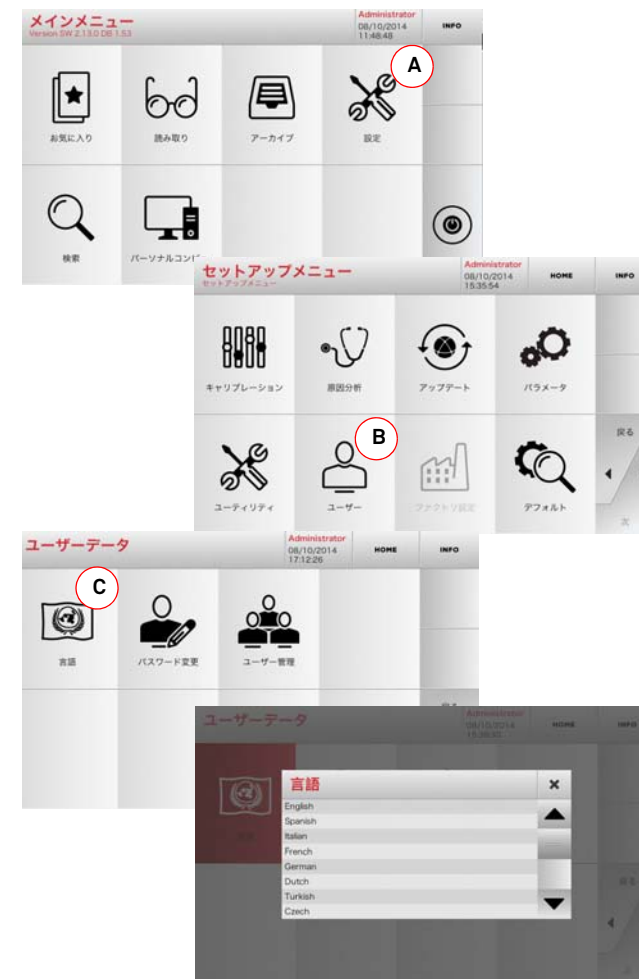 メインメニュー
Version SW 2.13.0 DB 1.53
Administrator
08/10/2014
11:48:48
INFO
A
お気に入り
読み取り
アーカイブ
設定
検索
パーソナルコンピ
セットアップメニュー
セットアップメニュー
Administrator
08/10/2014
15:35:54
HOME
INFO
キャリブレーション
原因分析
アップデート
パラメータ
B
戻る
ユーティリティ
ユーザー
ファクトリ設定
デフォルト
次
ユーザーデータ
Administrator
08/10/2014
17:12:26
HOME
INFO
C
言語
パスワード変更
ユーザー管理
ユーザーデータ
Administrator
08/10/2014
HOME
INFO
言語
English
Spanish
Italian
French
German
Dutch
Turkish
Czech
戻る